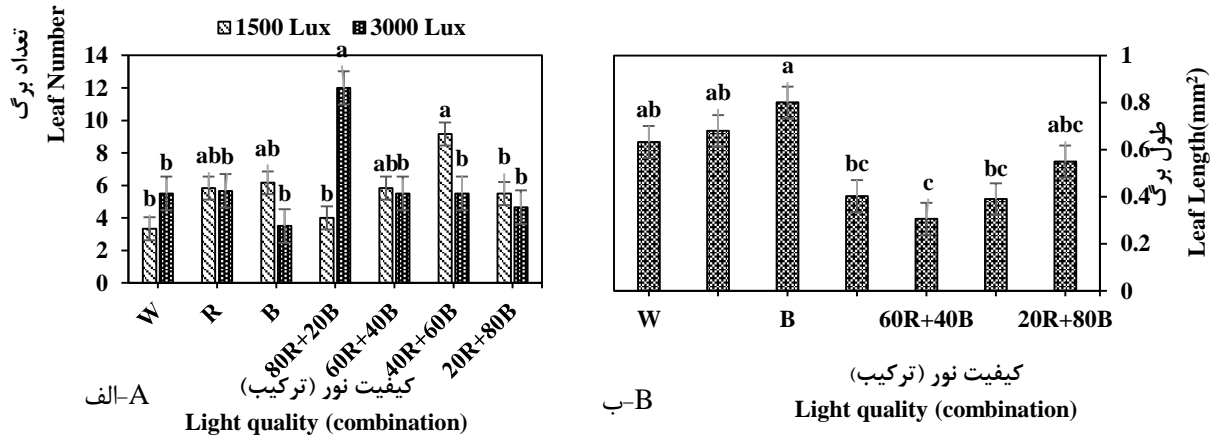 1500 Lux 3000 Lux
تعداد برگ
Leaf Number
14
12
10
8
6
4
2
0
b b ab b ab b b a ab b a b b b
W R B 80R+20B 60R+40B 40R+60B 20R+80B
کیفیت نور (ترکیب)
Light quality (combination)
الف-A
1
0.8
0.6
0.4
0.2
0
طول برگ
Leaf Length(mm²)
ab ab a bc c bc abc
W B 60R+40B 20R+80B
کیفیت نور (ترکیب)
Light quality (combination)
ب-B